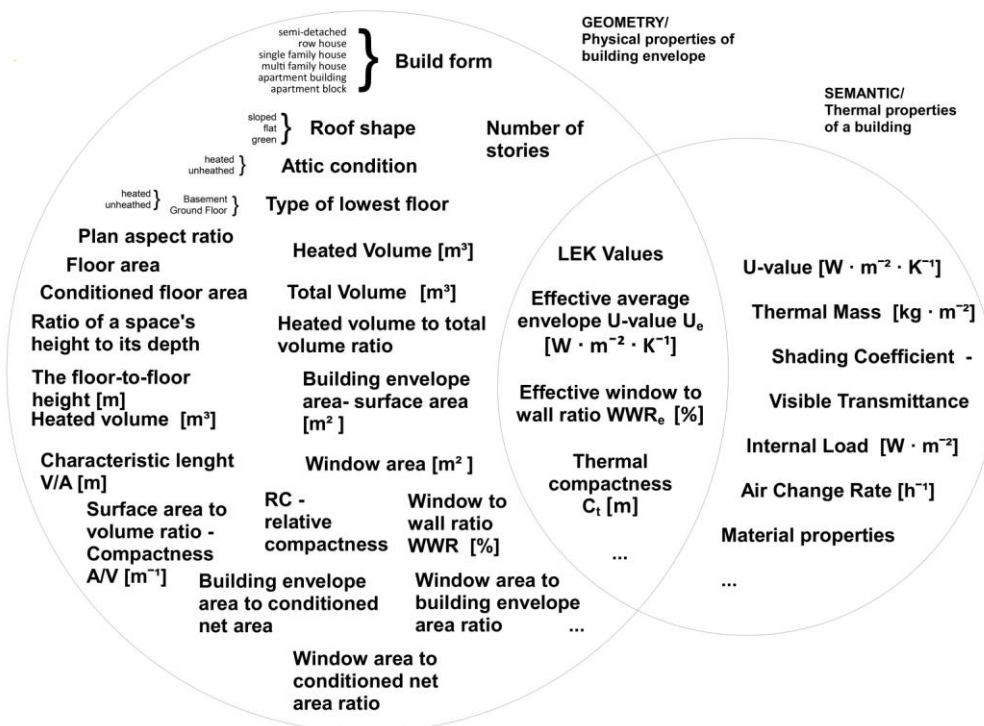 semi-detached
row house
single family house
multi family house
apartment building
apartment block
Build form
GEOMETRY/
Physical properties of
building envelope
SEMANTIC/
Thermal properties
of a building
sloped
flat
green
Roof shape
Number of
stories
heated
unheathed
Attic condition
heated
unheathed
Basement
Ground Floor
Type of lowest floor
Plan aspect ratio
Floor area
Conditioned floor area
Ratio of a space's
height to its depth
The floor-to-floor
height [m]
Heated volume [m³]
Characteristic lenght
V/A [m]
Surface area to
volume ratio -
Compactness
A/V [m⁻¹]
Heated Volume [m³]
Total Volume [m³]
Heated volume to total
volume ratio
Building envelope
area- surface area
[m² ]
Window area [m² ]
RC -
relative
compactness
Window to
wall ratio
WWR [%]
Building envelope
area to conditioned
net area
Window area to
building envelope
area ratio
...
Window area to
conditioned net
area ratio
LEK Values
Effective average
envelope U-value Uₑ
[W · m⁻² · K⁻¹]
Effective window to
wall ratio WWRₑ [%]
Thermal
compactness
Cₜ [m]
...
U-value [W · m⁻² · K⁻¹]
Thermal Mass [kg · m⁻²]
Shading Coefficient -
Visible Transmittance
Internal Load [W · m⁻²]
Air Change Rate [h⁻¹]
Material properties
...